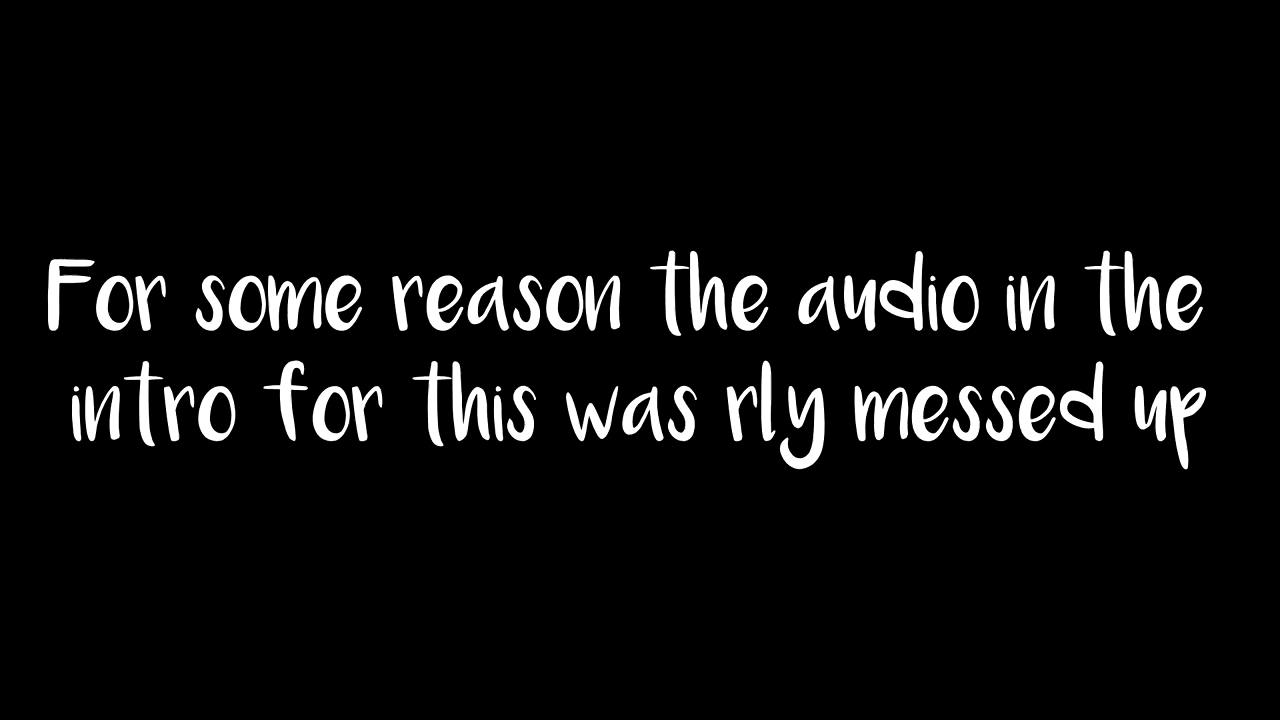 For some reason the audio in the
intro for this was rly messed up